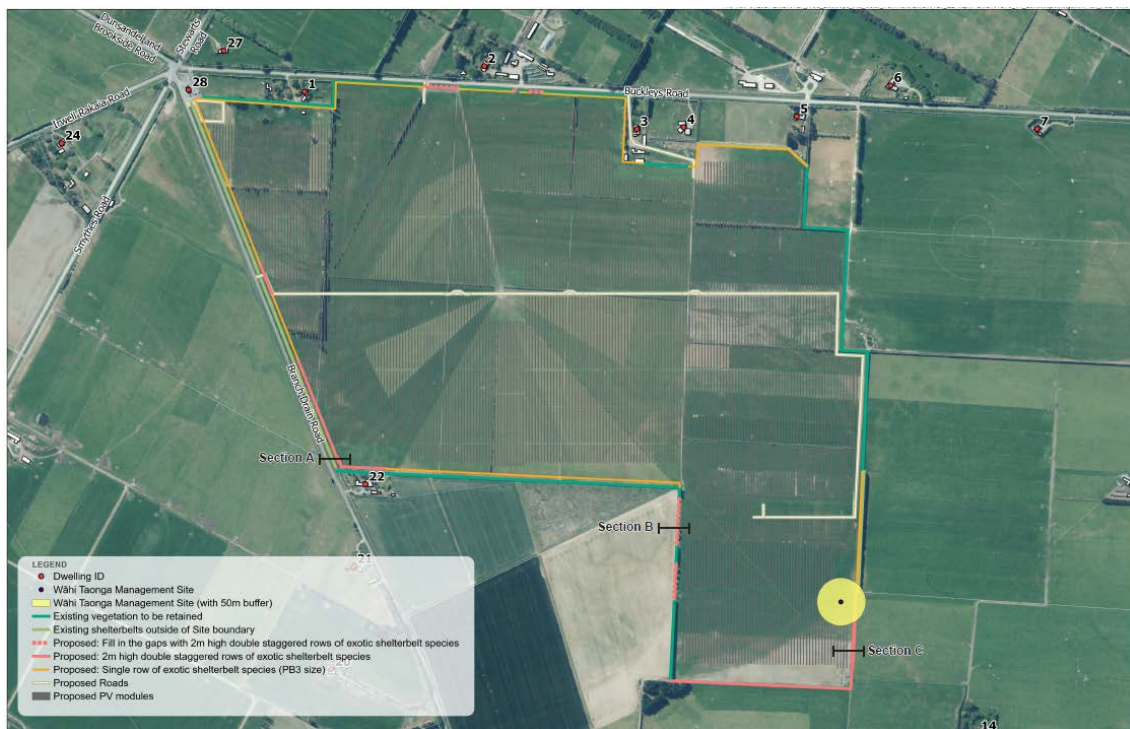 Dunsandel and
Brookside Road
Stewarts
Road
27
28
1
2
Buckleys Road
6
5
3
4
7
Irwell Rakaia Road
24
Smythes Road
Branch Drain Road
Section A
22
Section B
21
20
Section C
14
LEGEND
Dwelling ID
Wāhi Taonga Management Site
Wāhi Taonga Management Site (with 50m buffer)
Existing vegetation to be retained
Existing shelterbelts outside of Site boundary
Proposed: Fill in the gaps with 2m high double staggered rows of exotic shelterbelt species
Proposed: 2m high double staggered rows of exotic shelterbelt species
Proposed: Single row of exotic shelterbelt species (PB3 size)
Proposed Roads
Proposed PV modules